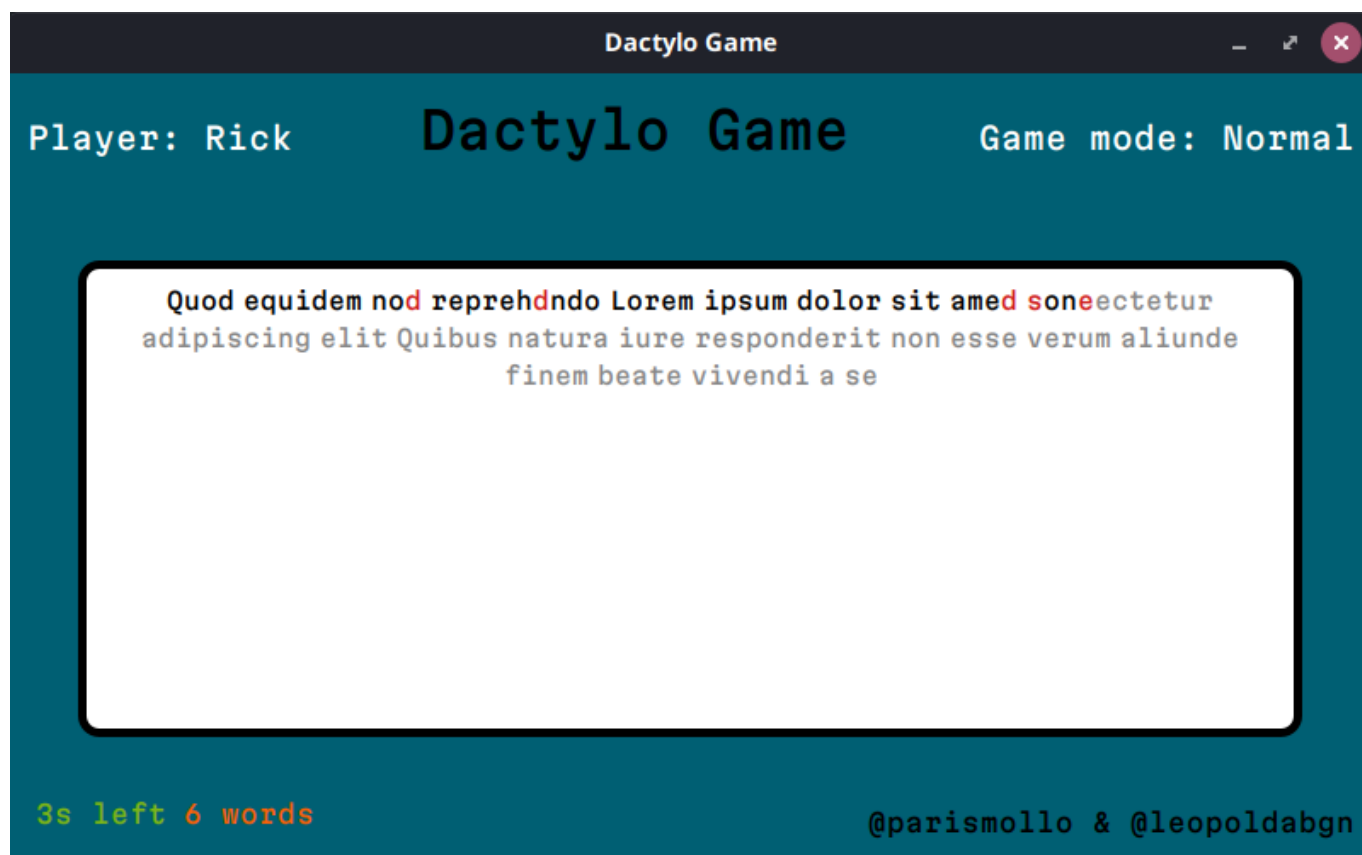 Dactylo Game
Player: Rick Dactylo Game Game mode: Normal
Quod equidem nod reprehdndo Lorem ipsum dolor sit amed soneectetur
adipiscing elit Quibus natura iure responderit non esse verum aliunde
finem beate vivendi a se
3s left 6 words
@parismollo & @leopoldabgn